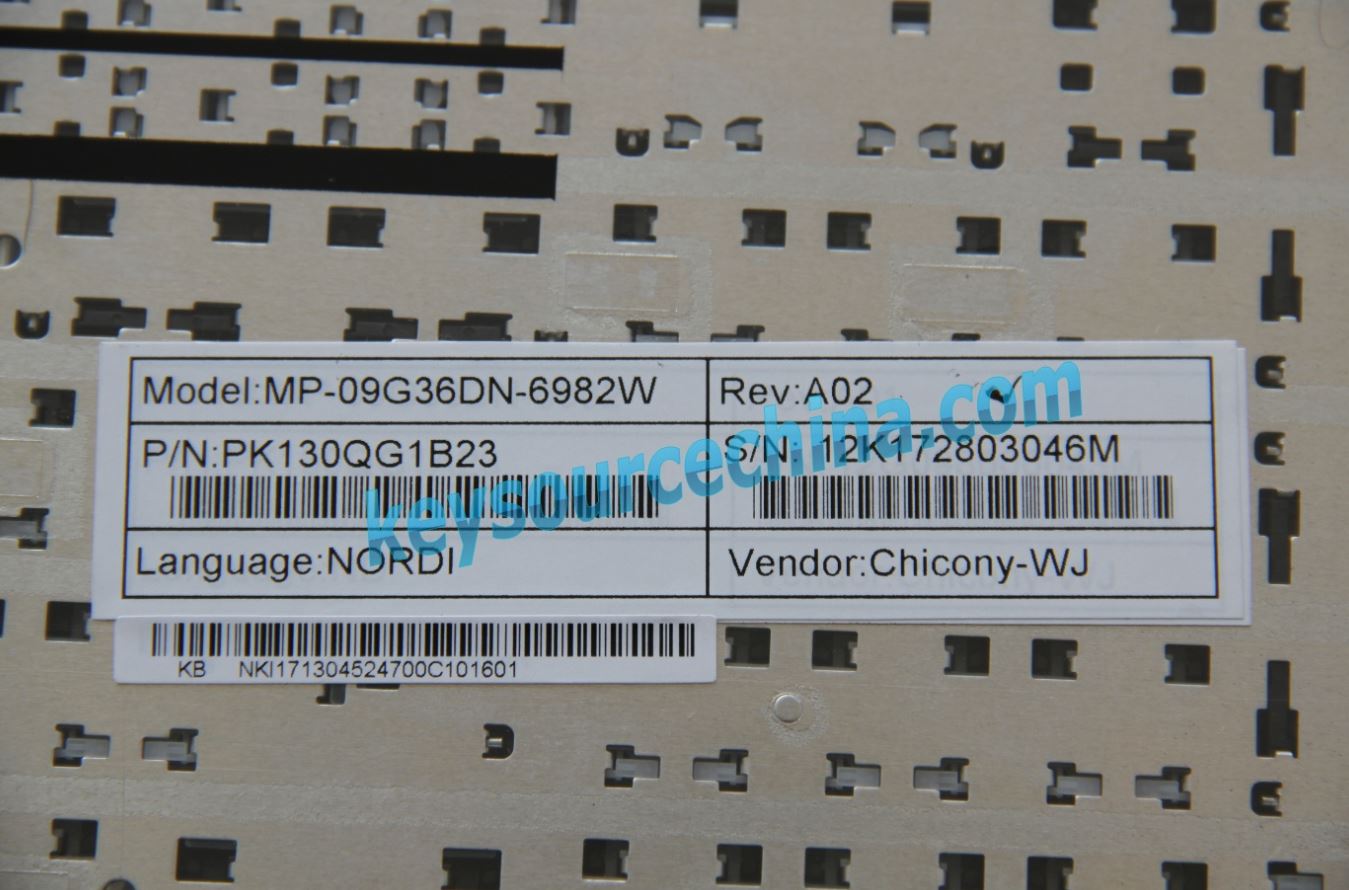 Model:MP-09G36DN-6982W
Rev:A02
P/N:PK130QG1B23
S/N: 12K172803046M
keysourcechina.com
Language:NORDI
Vendor:Chicony-WJ
KB NKI171304524700C101601